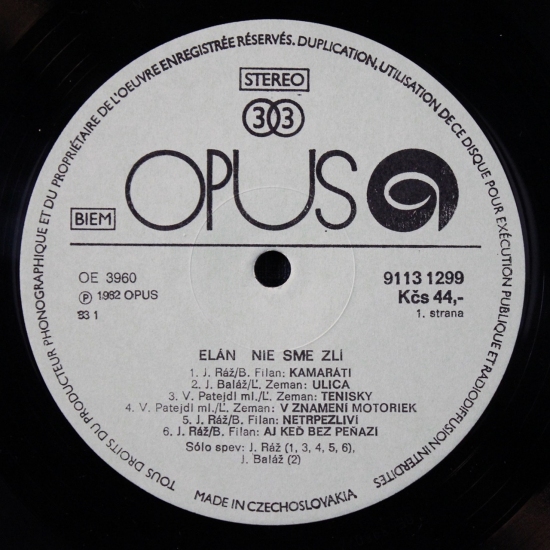 TOUS DROITS DU PRODUCTEUR PHONOGRAPHIQUE ET DU PROPRIÉTAIRE DE L'OEUVRE ENREGISTRÉE RÉSERVÉS. DUPLICATION, UTILISATION DE CE DISQUE POUR EXÉCUTION PUBLIQUE ET RADIODIFFUSION INTERDITES
STEREO
33
OPUS
BIEM
OE 3960
Ⓟ 1982 OPUS
83 1
9113 1299
Kčs 44,-
1. strana
ELÁN NIE SME ZLÍ
1. J. Ráž/B. Filan: KAMARÁTI
2. J. Baláž/Ľ. Zeman: ULICA
3. V. Patejdl ml./Ľ. Zeman: TENISKY
4. V. Patejdl ml./Ľ. Zeman: V ZNAMENÍ MOTORIEK
5. J. Ráž/B. Filan: NETRPEZLIVÍ
6. J. Ráž/B. Filan: AJ KEĎ BEZ PEŇAZÍ
Sólo spev: J. Ráž (1, 3, 4, 5, 6),
J. Baláž (2)
MADE IN CZECHOSLOVAKIA